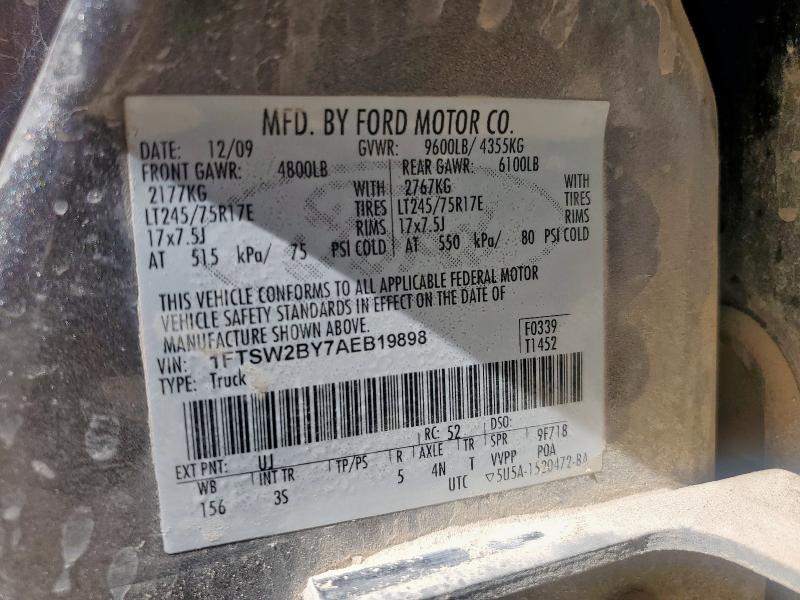 MFD. BY FORD MOTOR CO.
DATE: 12/09 GVWR: 9600LB/ 4355KG
FRONT GAWR: 4800LB REAR GAWR: 6100LB
2177KG WITH 2767KG WITH
LT245/75R17E TIRES LT245/75R17E TIRES
17x7.5J RIMS 17x7.5J RIMS
AT 515 kPa/ 75 PSI COLD AT 550 kPa/ 80 PSI COLD
THIS VEHICLE CONFORMS TO ALL APPLICABLE FEDERAL MOTOR
VEHICLE SAFETY STANDARDS IN EFFECT ON THE DATE OF
MANUFACTURE SHOWN ABOVE.
VIN: 1FTSW2BY7AEB19898 F0339
TYPE: Truck T1452
EXT PNT: UJ RC: 52 DSO:
WB INT TR TP/PS R AXLE TR SPR 9F718
156 3S 5 4N T VVPP POA
UTC ▽5U5A-1520472-BA